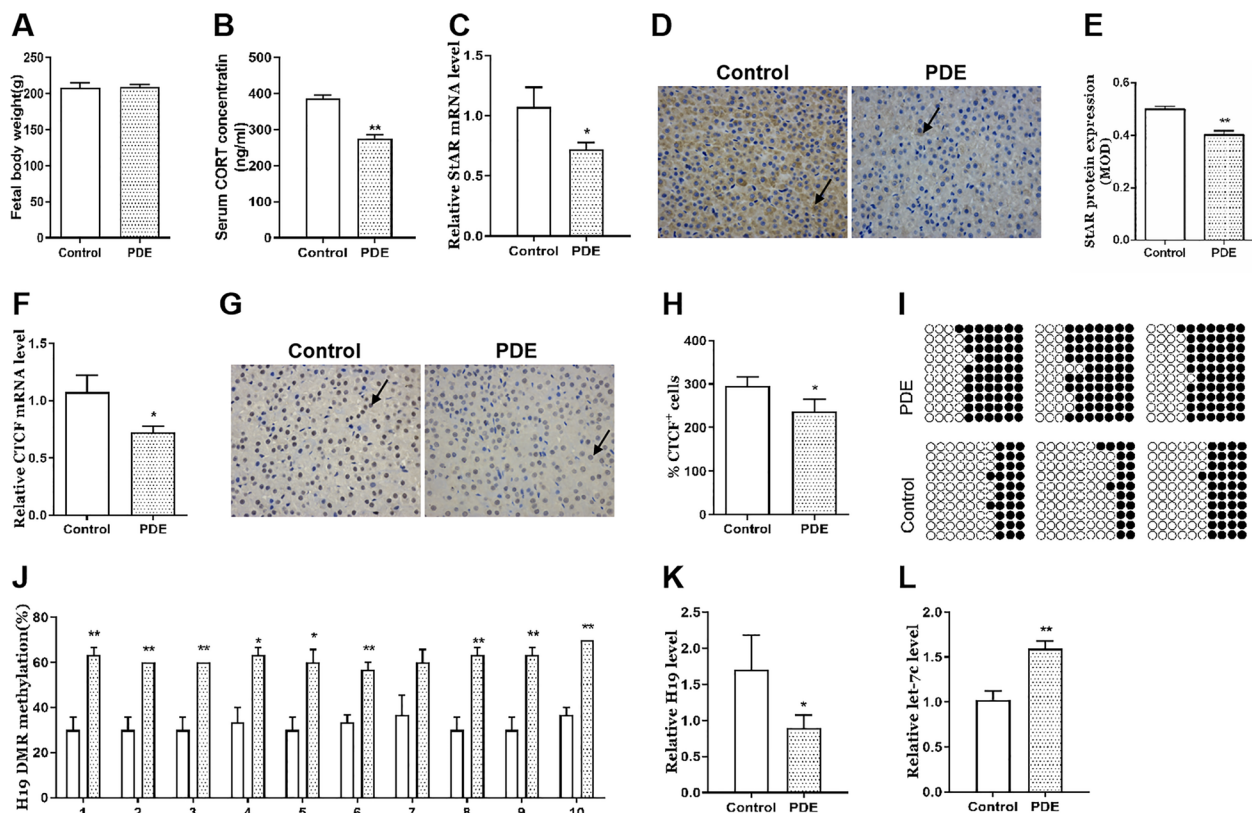 A
Fetal body weight(g)
250
200
150
100
50
0
Control PDE
B
Serum CORT concentratin
(ng/ml)
500
400
300
200
100
0
**
Control PDE
C
Relative StAR mRNA level
1.5
1.0
0.5
0.0
*
Control PDE
D
Control PDE
E
StAR protein expression
(MOD)
0.6
0.4
0.2
0.0
**
Control PDE
F
Relative CTCF mRNA level
1.5
1.0
0.5
0.0
*
Control PDE
G
Control PDE
H
% CTCF+ cells
400
300
200
100
0
*
Control PDE
I
PDE
Control
J
H19 DMR methylation(%)
80
60
40
20
0
** ** ** * * ** ** ** **
1 2 3 4 5 6 7 8 9 10
K
Relative H19 level
2.5
2.0
1.5
1.0
0.5
0.0
*
Control PDE
L
Relative let-7c level
2.0
1.5
1.0
0.5
0.0
**
Control PDE